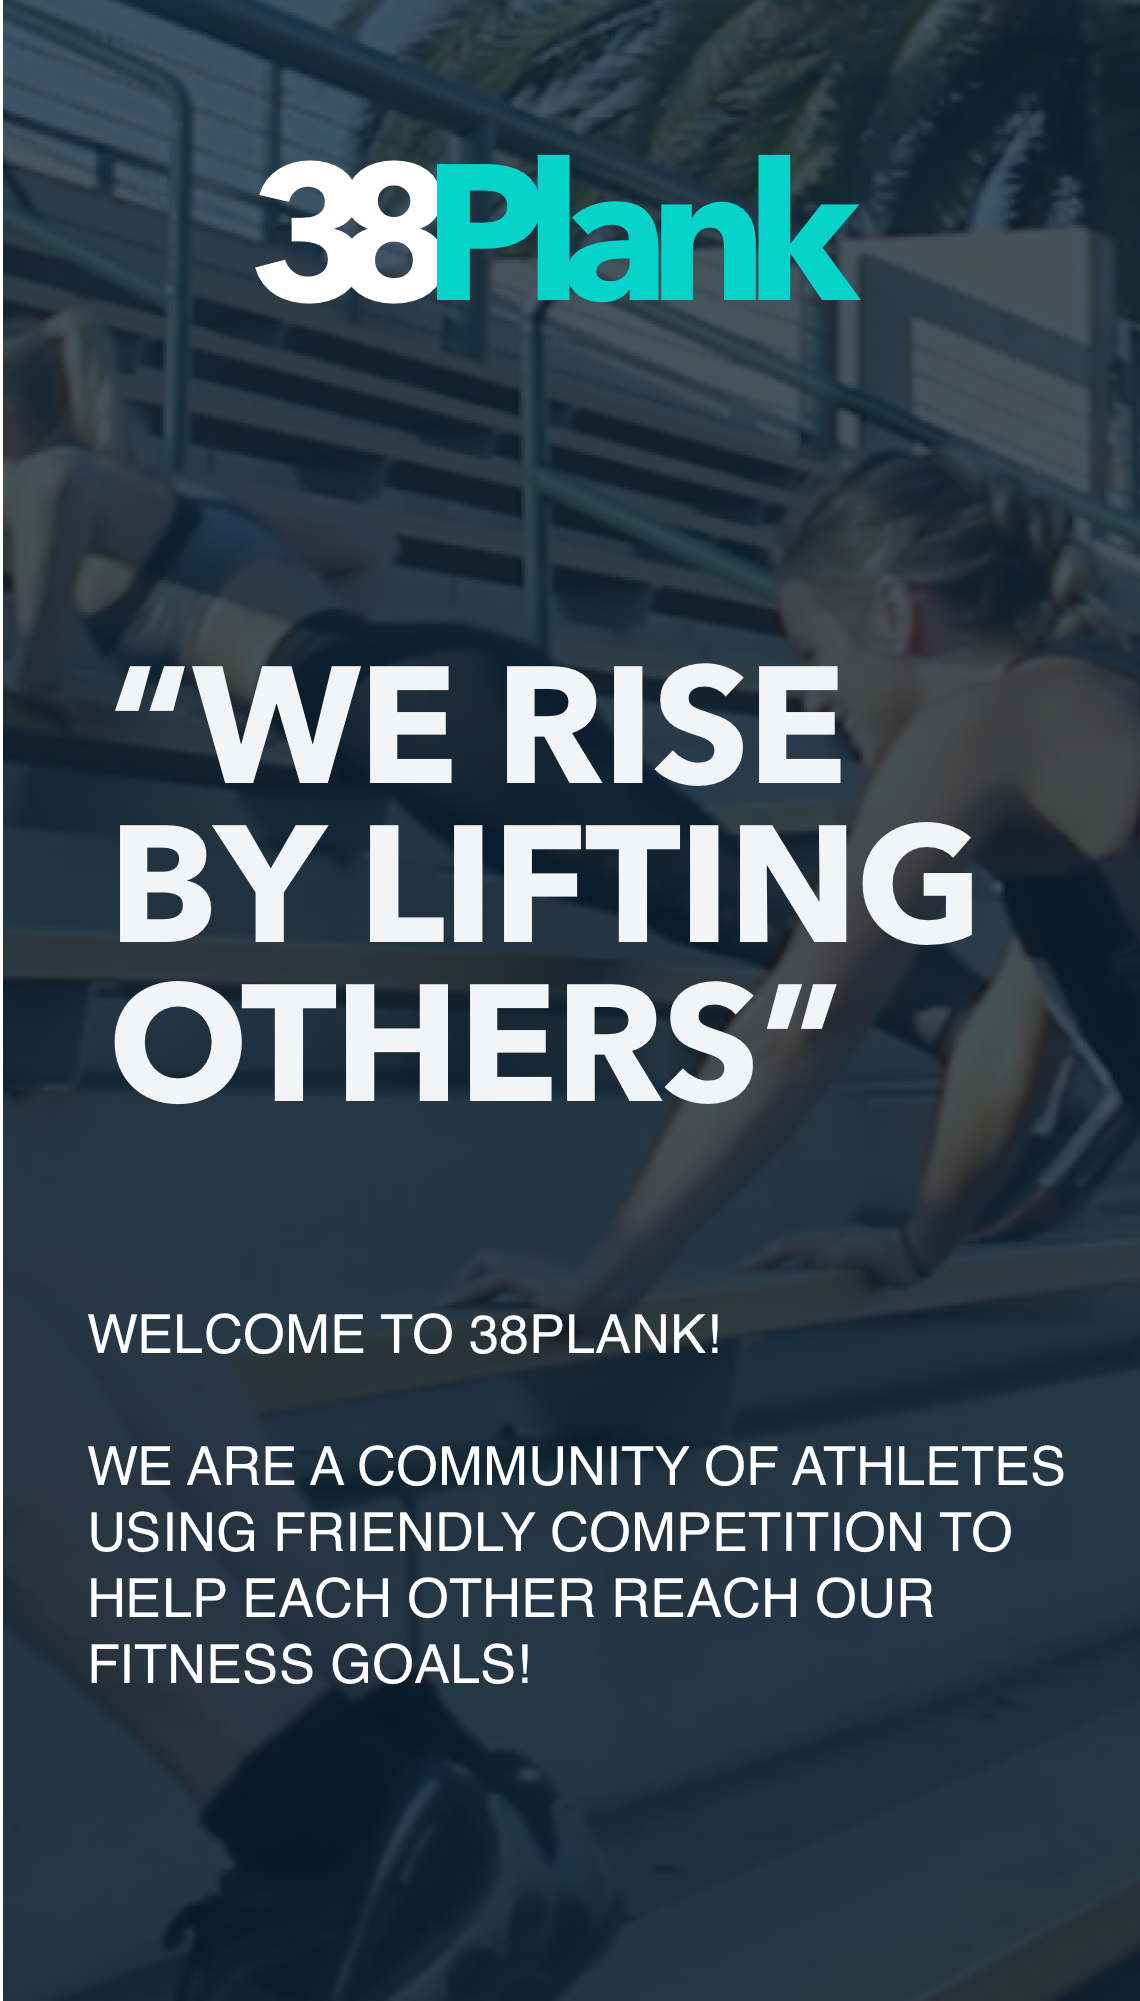 38Plank
“WE RISE
BY LIFTING
OTHERS”
WELCOME TO 38PLANK!
WE ARE A COMMUNITY OF ATHLETES
USING FRIENDLY COMPETITION TO
HELP EACH OTHER REACH OUR
FITNESS GOALS!